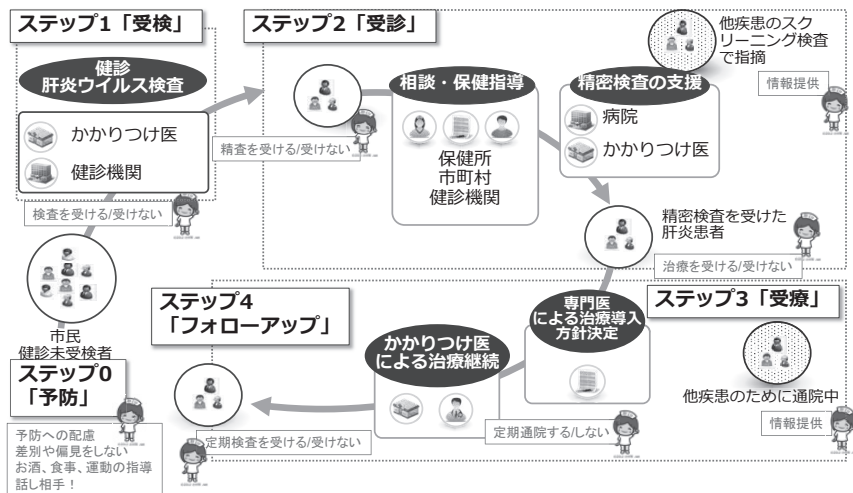 ステップ1「受検」
健診
肝炎ウイルス検査
かかりつけ医
健診機関
検査を受ける/受けない
市民
健診未受検者
ステップ0
「予防」
予防への配慮
差別や偏見をしない
お酒、食事、運動の指導
話し相手！
ステップ2「受診」
精査を受ける/受けない
相談・保健指導
保健所
市町村
健診機関
精密検査の支援
病院
かかりつけ医
他疾患のスク
リーニング検査
で指摘
情報提供
精密検査を受けた
肝炎患者
治療を受ける/受けない
ステップ3「受療」
専門医
による治療導入
方針決定
他疾患のために通院中
情報提供
定期通院する/しない
ステップ4
「フォローアップ」
かかりつけ医
による治療継続
定期検査を受ける/受けない